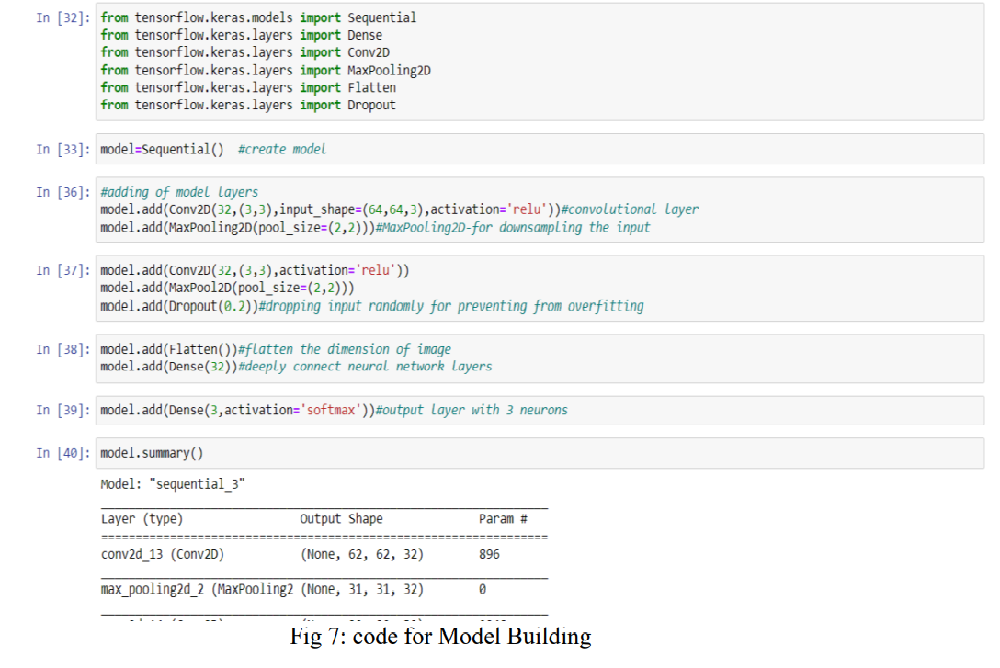 In [32]: from tensorflow.keras.models import Sequential
from tensorflow.keras.layers import Dense
from tensorflow.keras.layers import Conv2D
from tensorflow.keras.layers import MaxPooling2D
from tensorflow.keras.layers import Flatten
from tensorflow.keras.layers import Dropout
In [33]: model=Sequential() #create model
In [36]: #adding of model layers
model.add(Conv2D(32,(3,3),input_shape=(64,64,3),activation='relu'))#convolutional layer
model.add(MaxPooling2D(pool_size=(2,2)))#MaxPooling2D-for downsampling the input
In [37]: model.add(Conv2D(32,(3,3),activation='relu'))
model.add(MaxPool2D(pool_size=(2,2)))
model.add(Dropout(0.2))#dropping input randomly for preventing from overfitting
In [38]: model.add(Flatten())#flatten the dimension of image
model.add(Dense(32))#deeply connect neural network layers
In [39]: model.add(Dense(3,activation='softmax'))#output layer with 3 neurons
In [40]: model.summary()
Model: "sequential_3"
Layer (type) Output Shape Param #
=================================================================
conv2d_13 (Conv2D) (None, 62, 62, 32) 896
max_pooling2d_2 (MaxPooling2 (None, 31, 31, 32) 0
Fig 7: code for Model Building